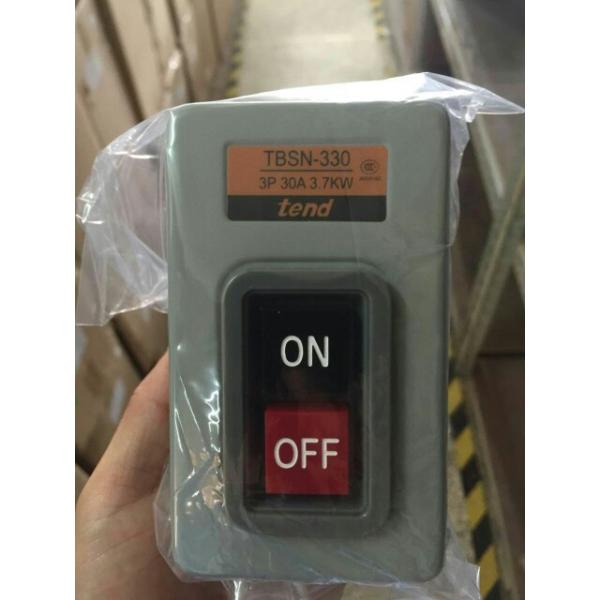 TBSN-330
3P 30A 3.7KW
tend
ON
OFF